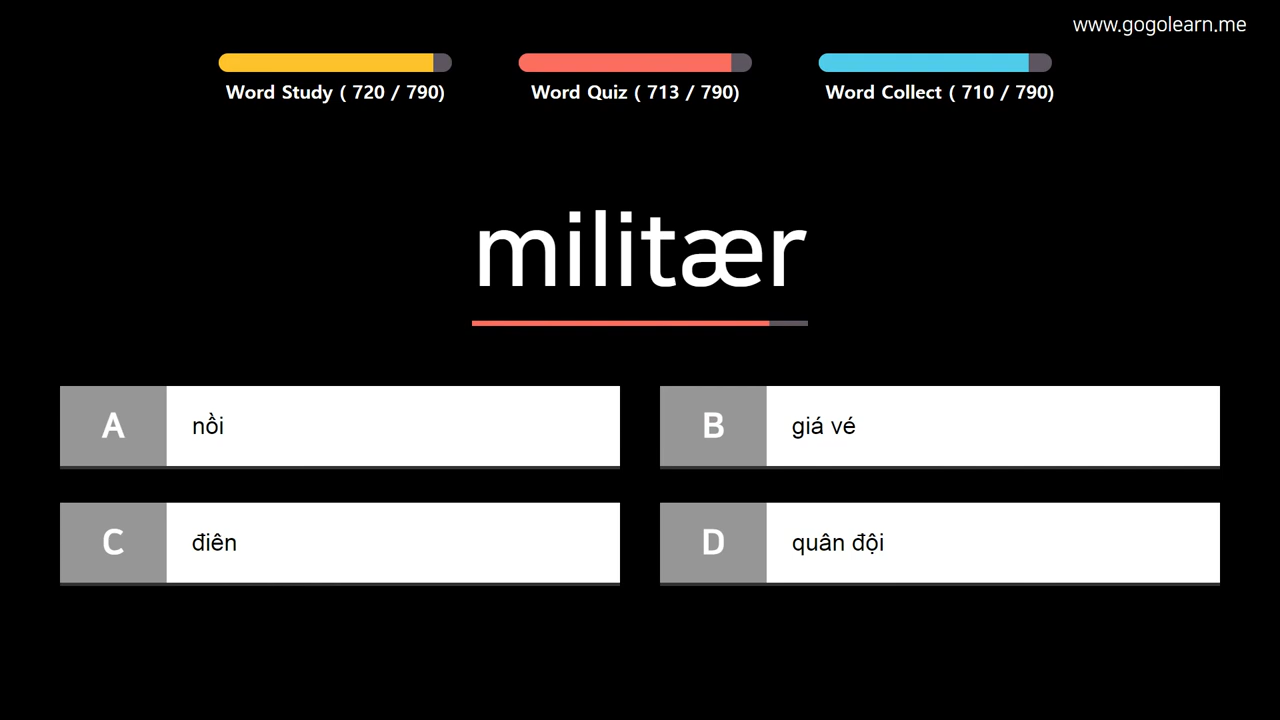 www.gogolearn.me
Word Study ( 720 / 790)
Word Quiz ( 713 / 790)
Word Collect ( 710 / 790)
militær
A nồi
B giá vé
C điên
D quân đội